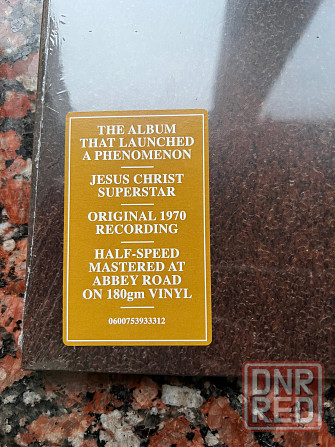 THE ALBUM
THAT LAUNCHED
A PHENOMENON
JESUS CHRIST
SUPERSTAR
ORIGINAL 1970
RECORDING
HALF-SPEED
MASTERED AT
ABBEY ROAD
ON 180gm VINYL
0600753933312
DNR
RED